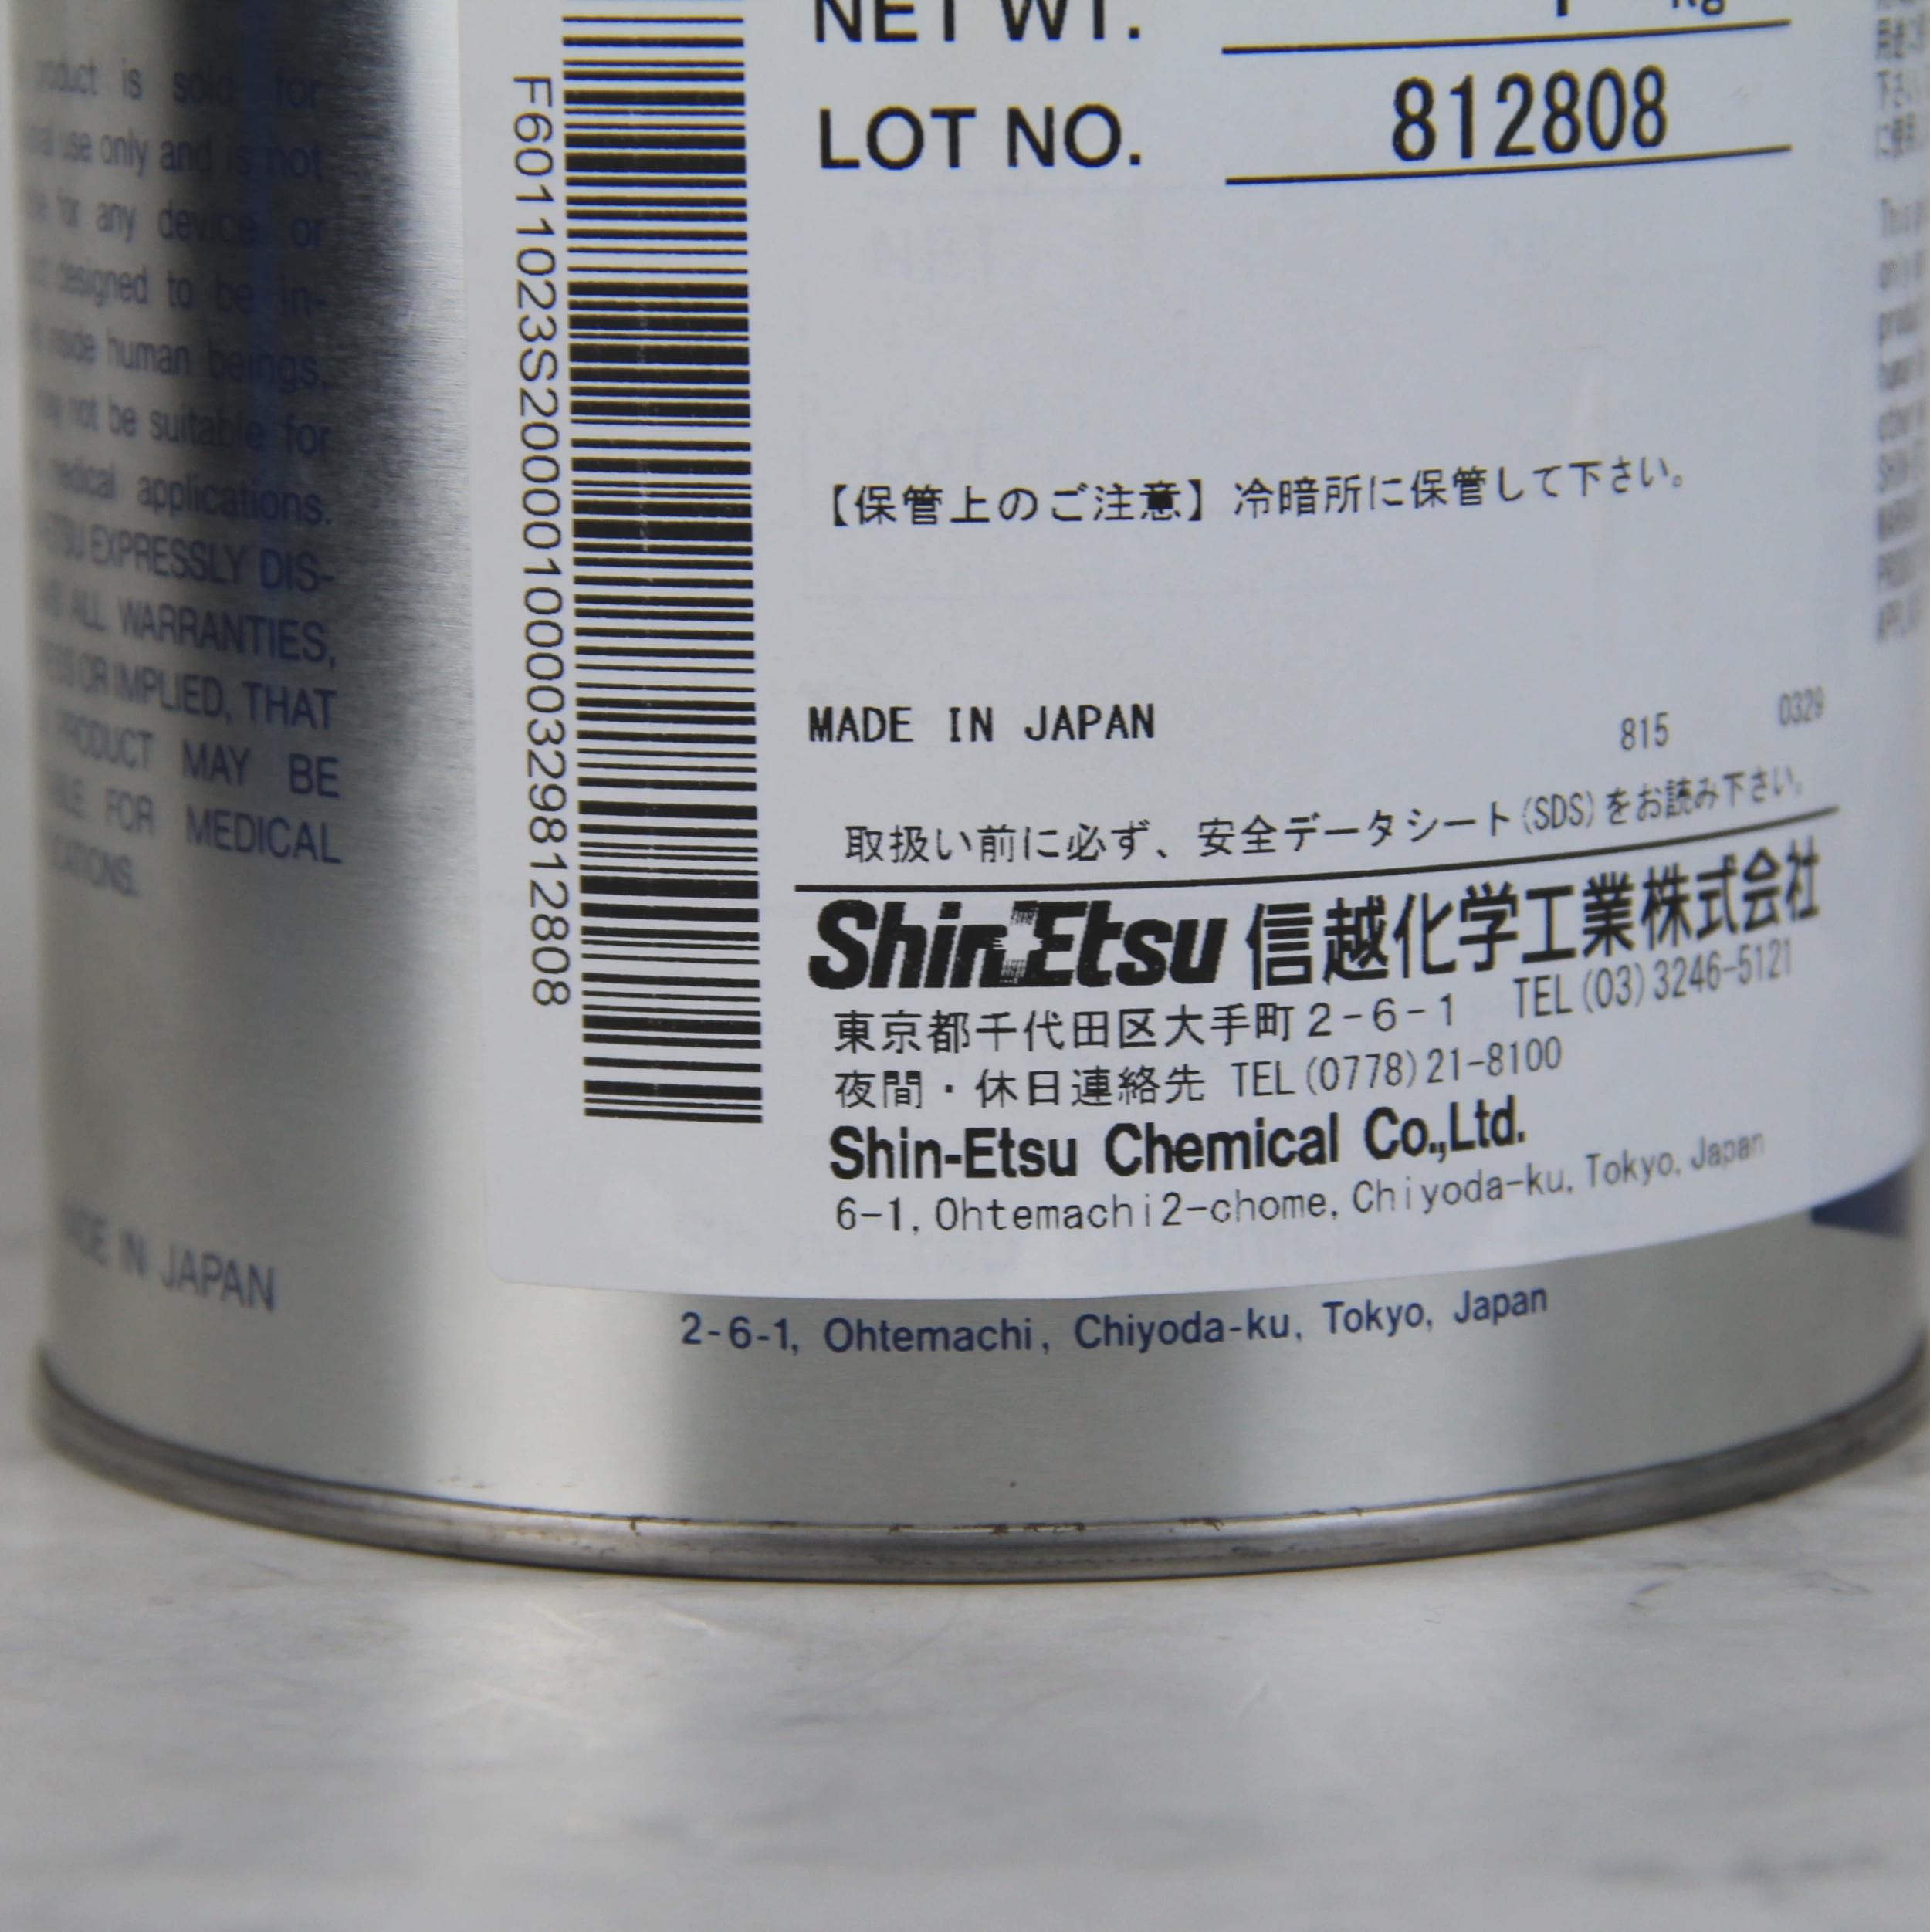 product is sold for
use only and is not
for any device or
designed to be in-
inside human beings,
may not be suitable for
medical applications.
EXPRESSLY DIS-
ALL WARRANTIES,
OR IMPLIED, THAT
PRODUCT MAY BE
FOR MEDICAL
MADE IN JAPAN
F6011023S20000100003298​12808
NET WT. kg
LOT NO. 812808
【保管上のご注意】冷暗所に保管して下さい。
MADE IN JAPAN 815 0329
取扱い前に必ず、安全データシート(SDS)をお読み下さい。
Shin-Etsu 信越化学工業株式会社
東京都千代田区大手町2-6-1 TEL(03)3246-5121
夜間・休日連絡先 TEL(0778)21-8100
Shin-Etsu Chemical Co.,Ltd.
6-1,Ohtemachi2-chome,Chiyoda-ku,Tokyo,Japan
2-6-1, Ohtemachi, Chiyoda-ku, Tokyo, Japan